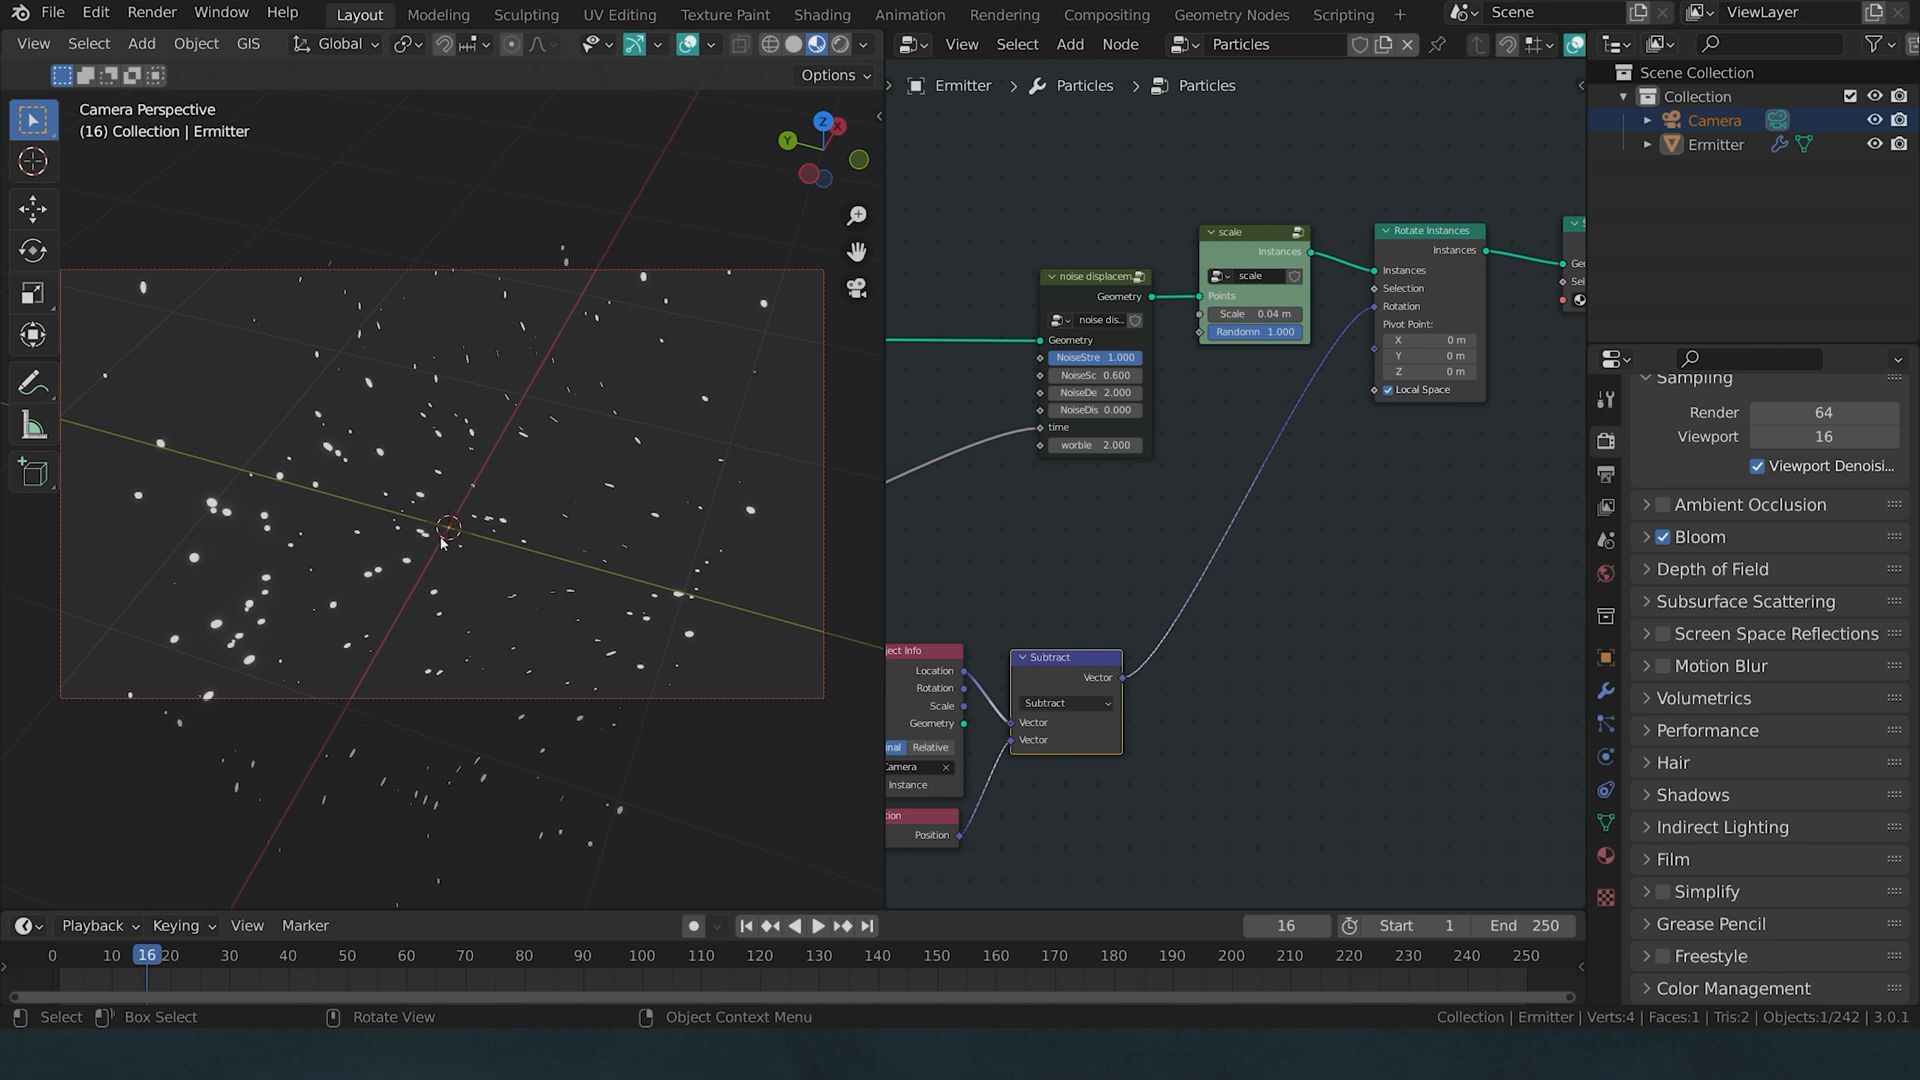 File Edit Render Window Help
Layout Modeling Sculpting UV Editing Texture Paint Shading Animation Rendering Compositing Geometry Nodes Scripting +
Scene
ViewLayer
View Select Add Object GIS
Global
View Select Add Node
Particles
Options
Camera Perspective
(16) Collection | Ermitter
Z
X
Y
Ermitter > Particles > Particles
Scene Collection
Collection
Camera
Ermitter
noise displacem...
Geometry
noise dis...
Geometry
NoiseStre 1.000
NoiseSc 0.600
NoiseDe 2.000
NoiseDis 0.000
time
worble 2.000
scale
Instances
scale
Points
Scale 0.04 m
Randomn 1.000
Rotate Instances
Instances
Instances
Selection
Rotation
Pivot Point:
X 0 m
Y 0 m
Z 0 m
Local Space
Geo
Sel
ject Info
Location
Rotation
Scale
Geometry
inal Relative
Camera
Instance
tion
Position
Subtract
Vector
Subtract
Vector
Vector
Sampling
Render 64
Viewport 16
Viewport Denoisi...
Ambient Occlusion
Bloom
Depth of Field
Subsurface Scattering
Screen Space Reflections
Motion Blur
Volumetrics
Performance
Hair
Shadows
Indirect Lighting
Film
Simplify
Grease Pencil
Freestyle
Color Management
Playback Keying View Marker
16 Start 1 End 250
0 10 16 20 30 40 50 60 70 80 90 100 110 120 130 140 150 160 170 180 190 200 210 220 230 240 250
Select Box Select Rotate View Object Context Menu
Collection | Ermitter | Verts:4 | Faces:1 | Tris:2 | Objects:1/242 | 3.0.1